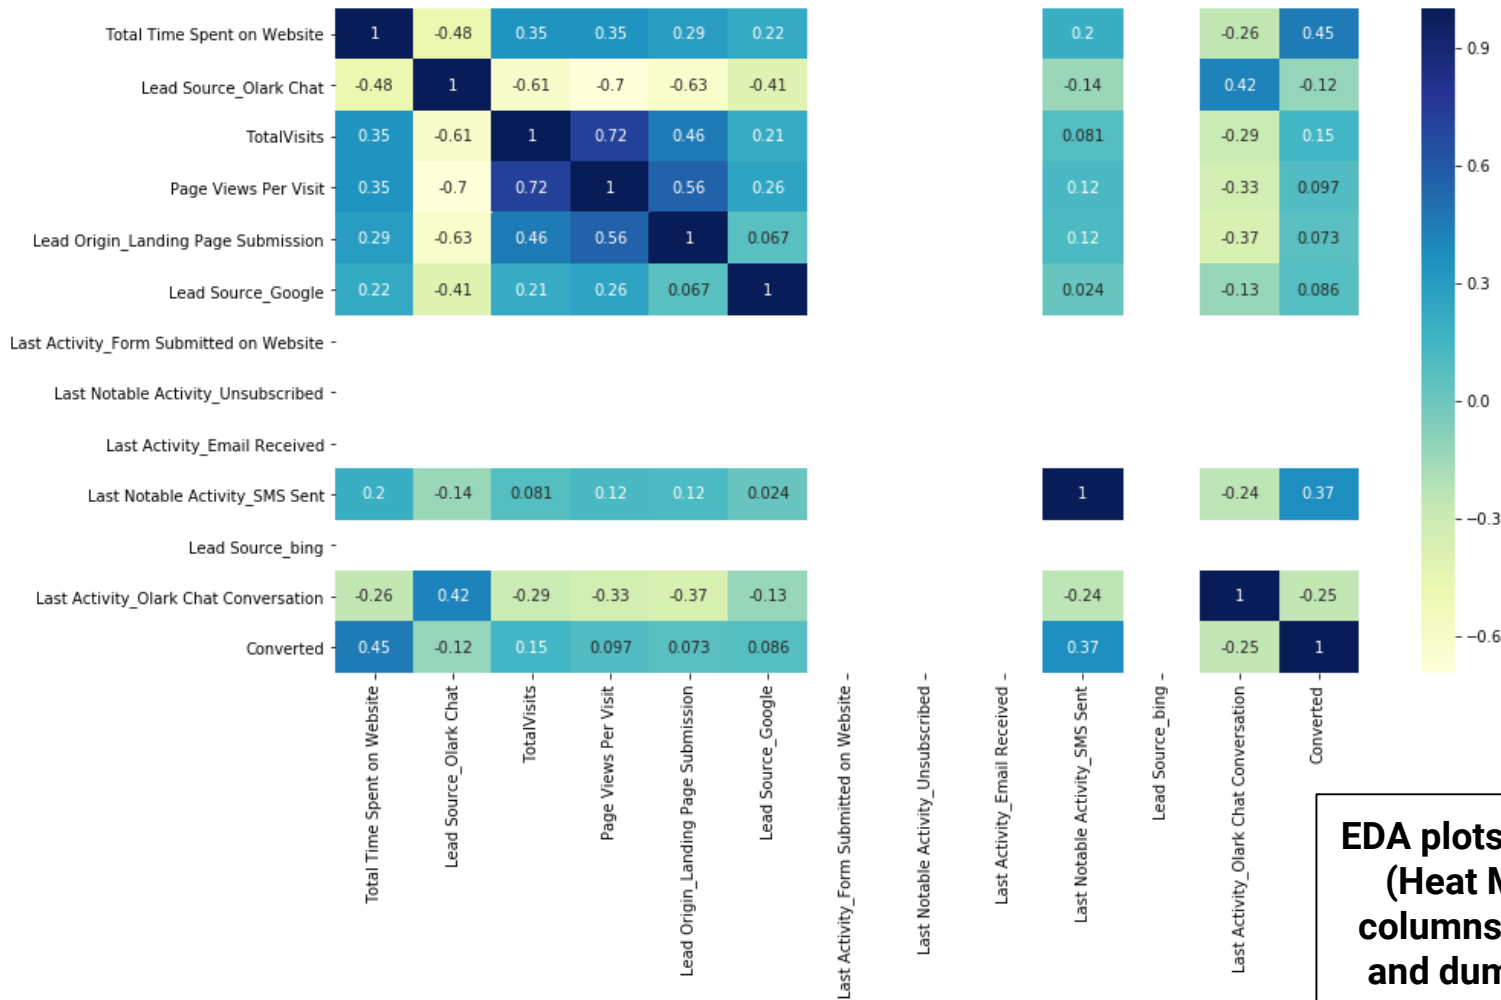 Total Time Spent on Website 1 -0.48 0.35 0.35 0.29 0.22 0.2 -0.26 0.45
Lead Source_Olark Chat -0.48 1 -0.61 -0.7 -0.63 -0.41 -0.14 0.42 -0.12
TotalVisits 0.35 -0.61 1 0.72 0.46 0.21 0.081 -0.29 0.15
Page Views Per Visit 0.35 -0.7 0.72 1 0.56 0.26 0.12 -0.33 0.097
Lead Origin_Landing Page Submission 0.29 -0.63 0.46 0.56 1 0.067 0.12 -0.37 0.073
Lead Source_Google 0.22 -0.41 0.21 0.26 0.067 1 0.024 -0.13 0.086
Last Activity_Form Submitted on Website
Last Notable Activity_Unsubscribed
Last Activity_Email Received
Last Notable Activity_SMS Sent 0.2 -0.14 0.081 0.12 0.12 0.024 1 -0.24 0.37
Lead Source_bing
Last Activity_Olark Chat Conversation -0.26 0.42 -0.29 -0.33 -0.37 -0.13 -0.24 1 -0.25
Converted 0.45 -0.12 0.15 0.097 0.073 0.086 0.37 -0.25 1
Total Time Spent on Website
Lead Source_Olark Chat
TotalVisits
Page Views Per Visit
Lead Origin_Landing Page Submission
Lead Source_Google
Last Activity_Form Submitted on Website
Last Notable Activity_Unsubscribed
Last Activity_Email Received
Last Notable Activity_SMS Sent
Lead Source_bing
Last Activity_Olark Chat Conversation
Converted
0.9
0.6
0.3
0.0
−0.3
−0.6
EDA plots
(Heat
columns
and